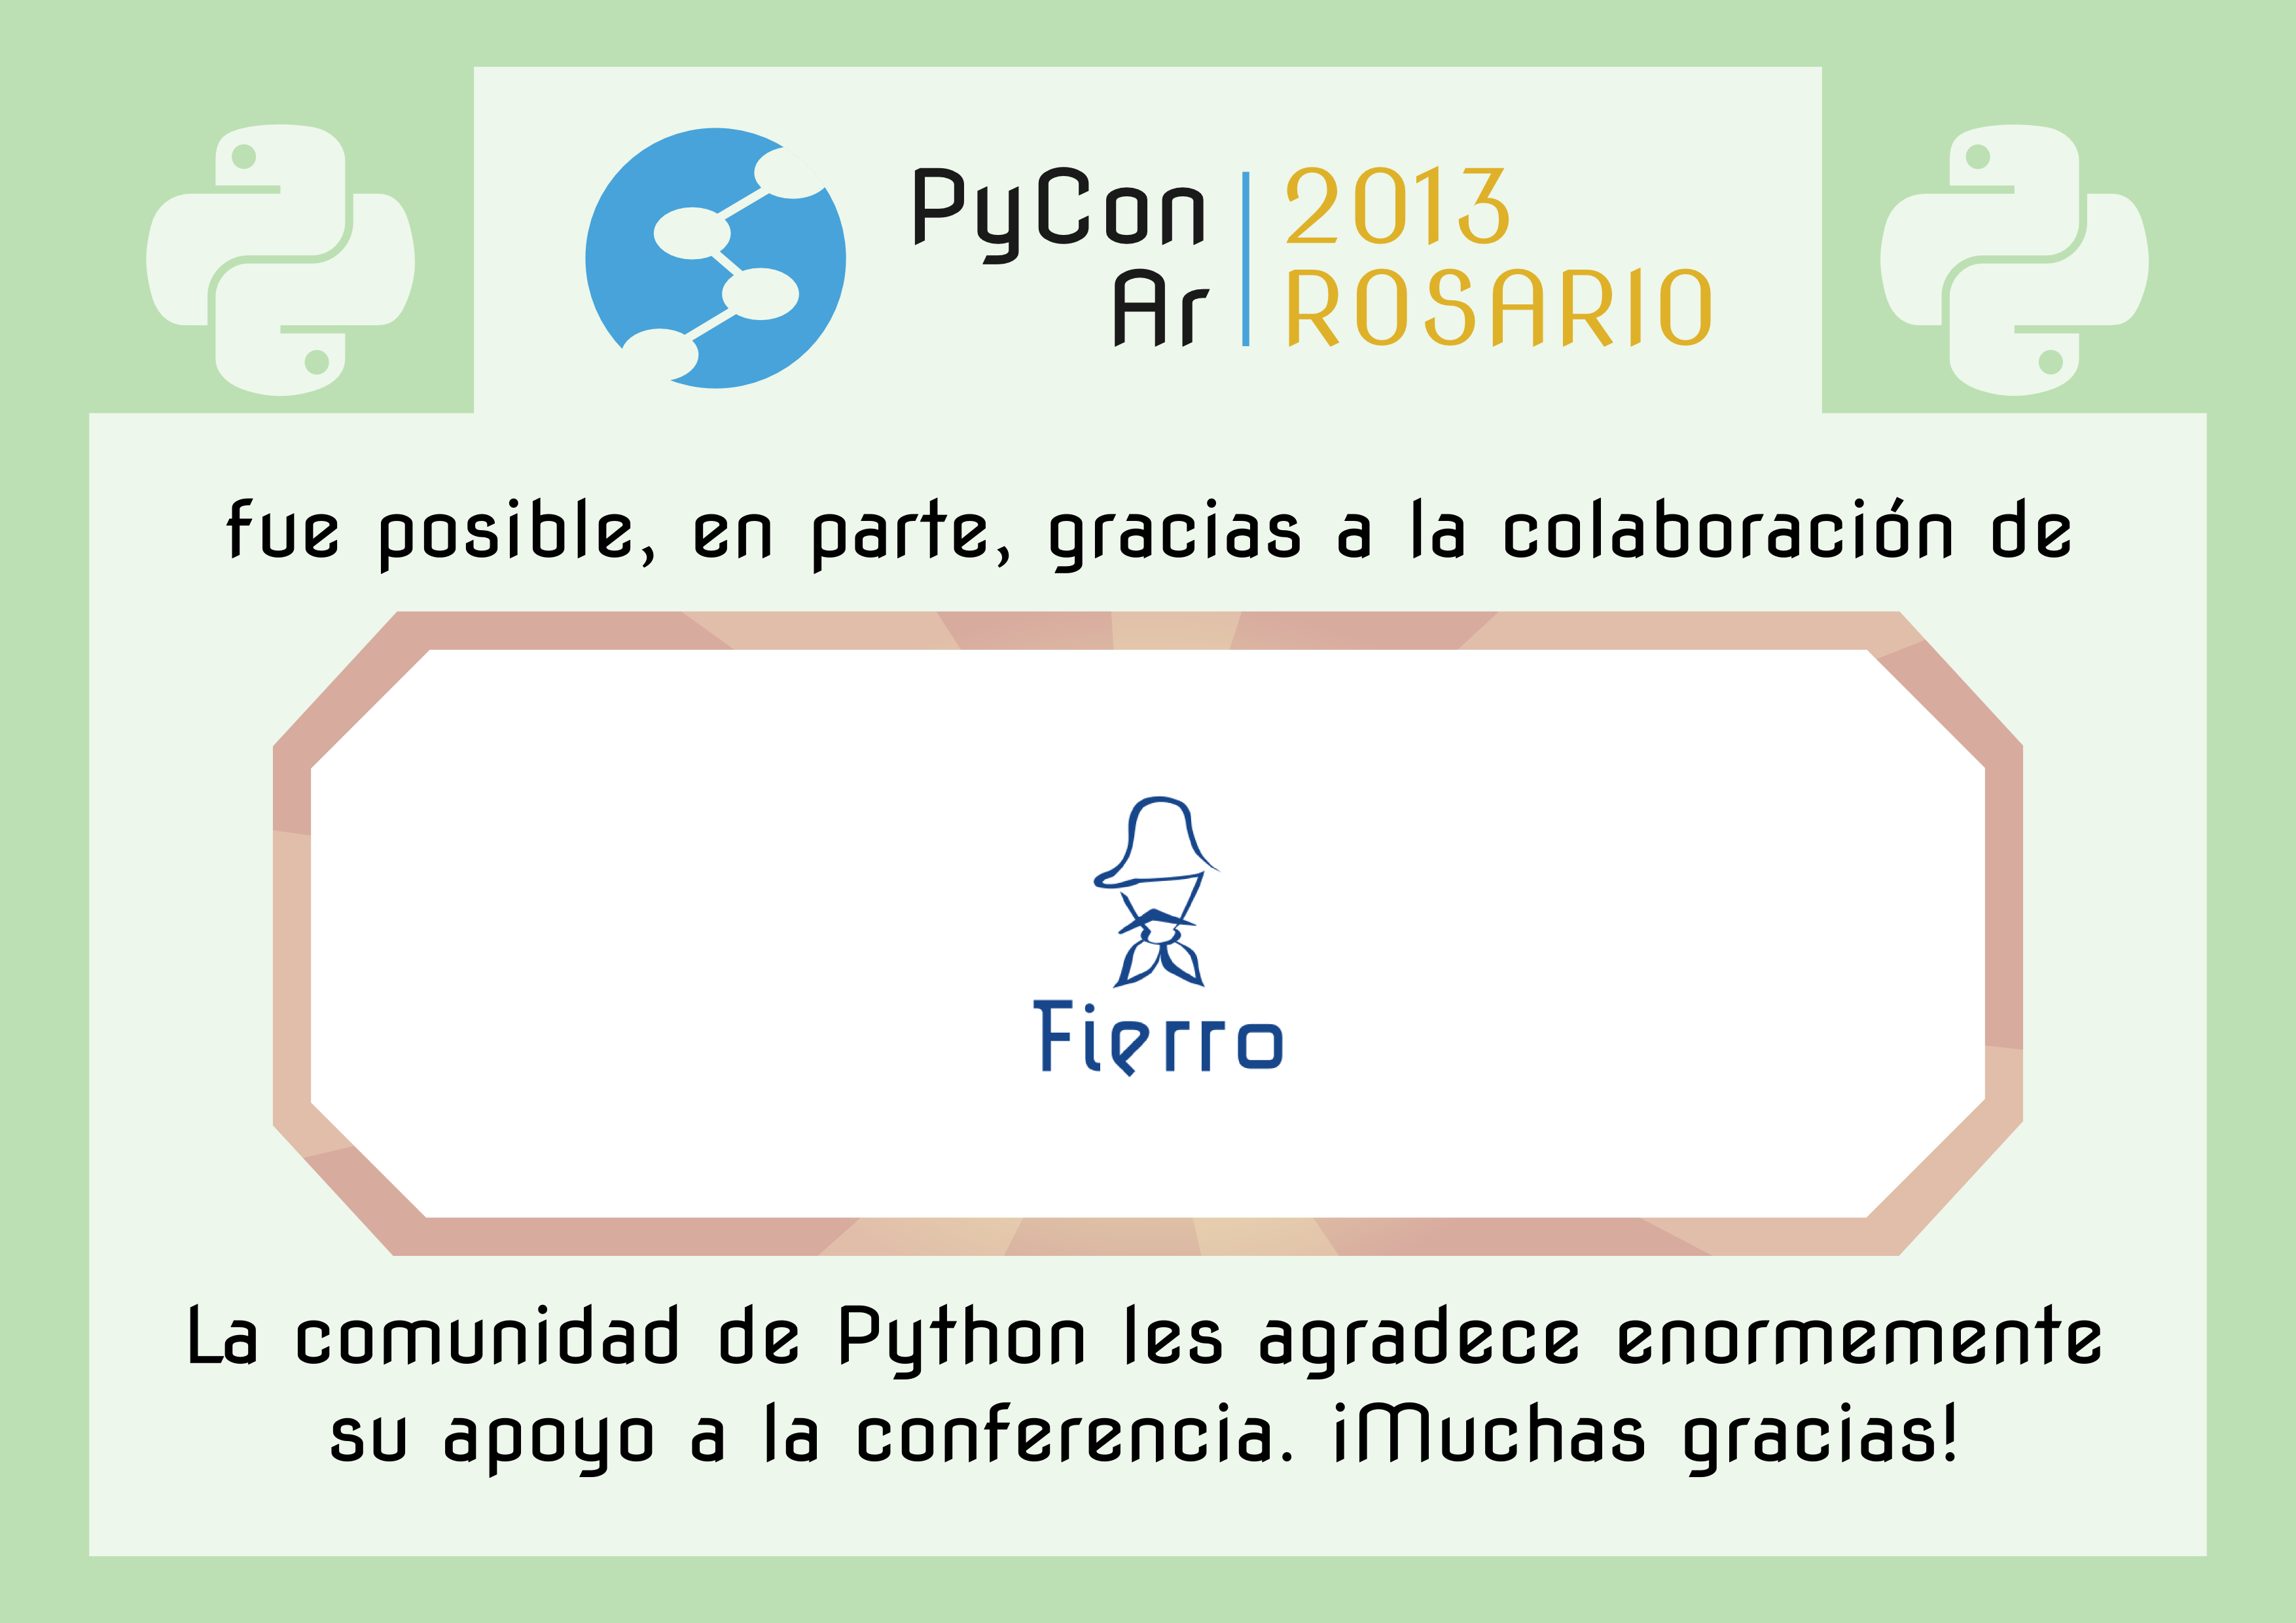 PyCon
Ar
2013
ROSARIO
fue posible, en parte, gracias a la colaboración de
Fierro
La comunidad de Python les agradece enormemente
su apoyo a la conferencia. ¡Muchas gracias!